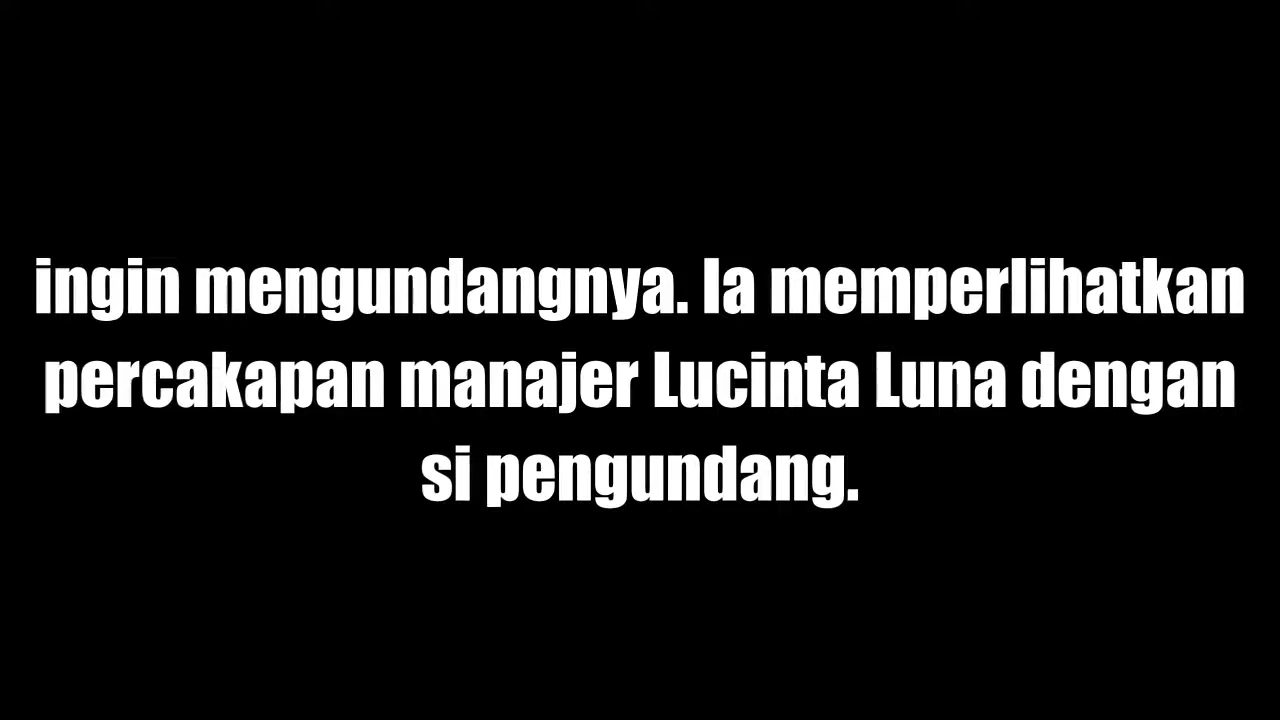 ingin mengundangnya. Ia memperlihatkan
percakapan manajer Lucinta Luna dengan
si pengundang.